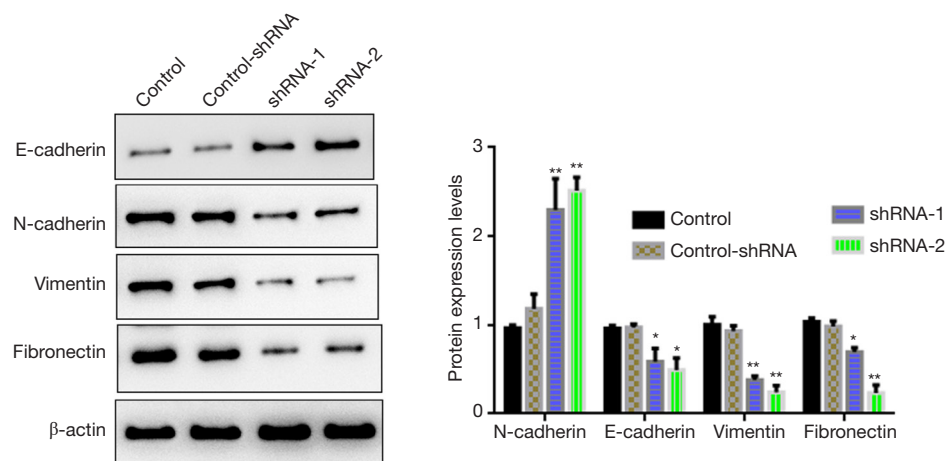 Control
Control-shRNA
shRNA-1
shRNA-2
E-cadherin
N-cadherin
Vimentin
Fibronectin
β-actin
Protein expression levels
3
2
1
0
** **
* *
** **
* **
Control
Control-shRNA
shRNA-1
shRNA-2
N-cadherin E-cadherin Vimentin Fibronectin